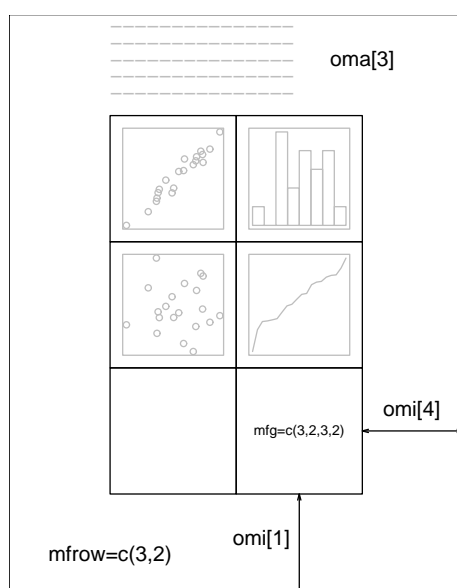 oma[3]
mfg=c(3,2,3,2)
omi[4]
omi[1]
mfrow=c(3,2)